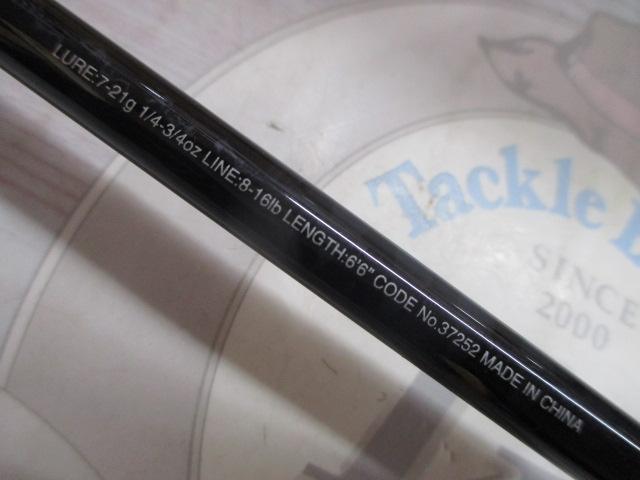 LURE:7-21g 1/4-3/4oz LINE:8-16lb LENGTH:6'6" CODE No.37252 MADE IN CHINA
Tackle
SINCE
2000